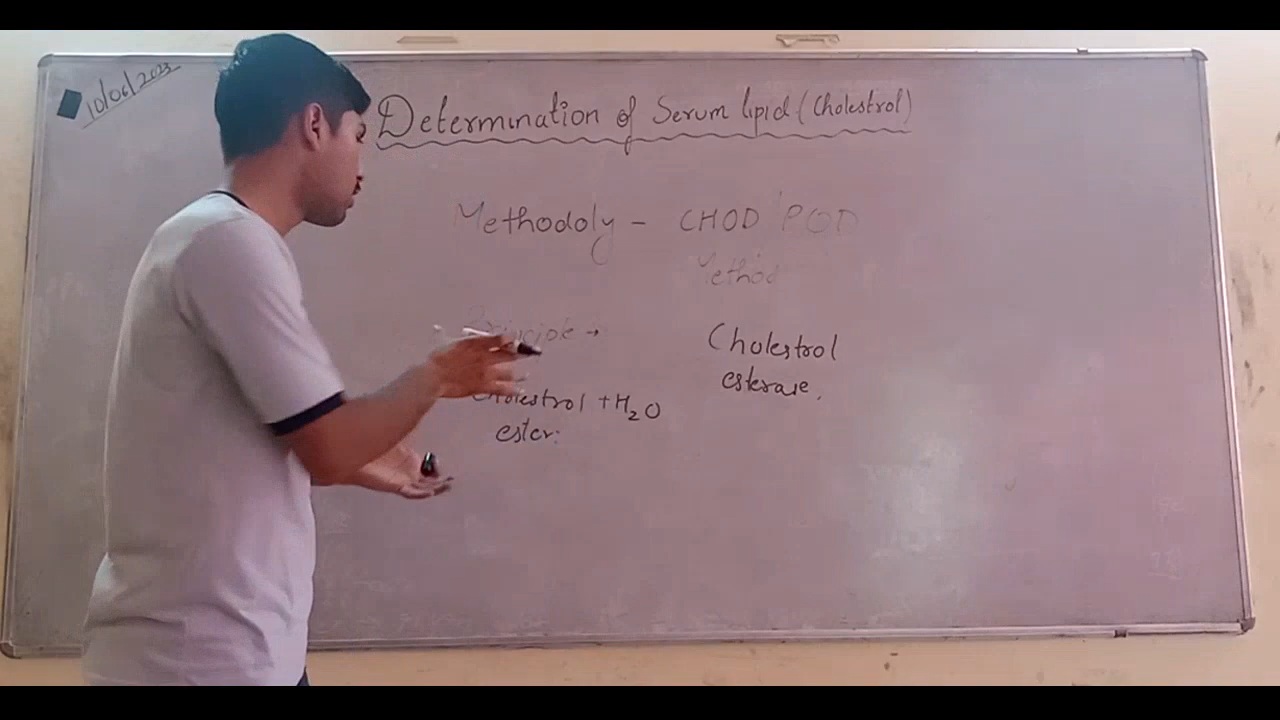 10/06/2023
Determination of Serum lipid (Cholestrol)
Methodoly - CHOD POD
Method
Principle →
Cholestrol
esterase.
Cholestrol + H2O
ester.